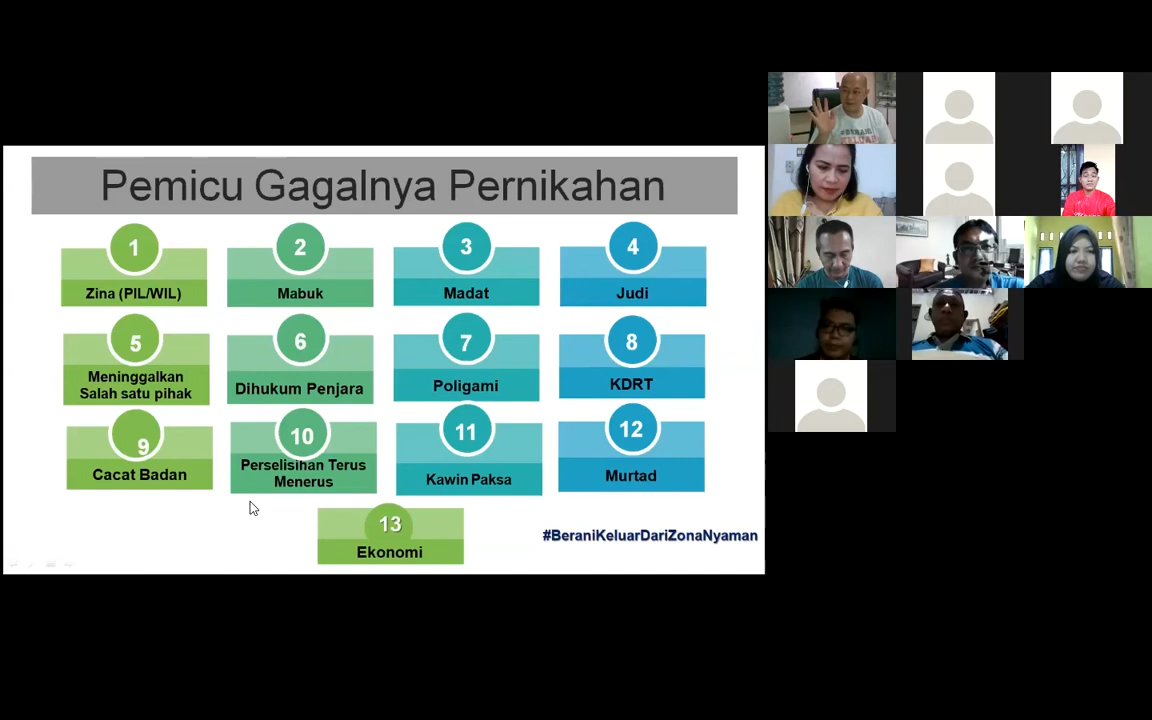 Pemicu Gagalnya Pernikahan
1
Zina (PIL/WIL)
2
Mabuk
3
Madat
4
Judi
5
Meninggalkan
Salah satu pihak
6
Dihukum Penjara
7
Poligami
8
KDRT
9
Cacat Badan
10
Perselisihan Terus
Menerus
11
Kawin Paksa
12
Murtad
13
Ekonomi
#BeraniKeluarDariZonaNyaman